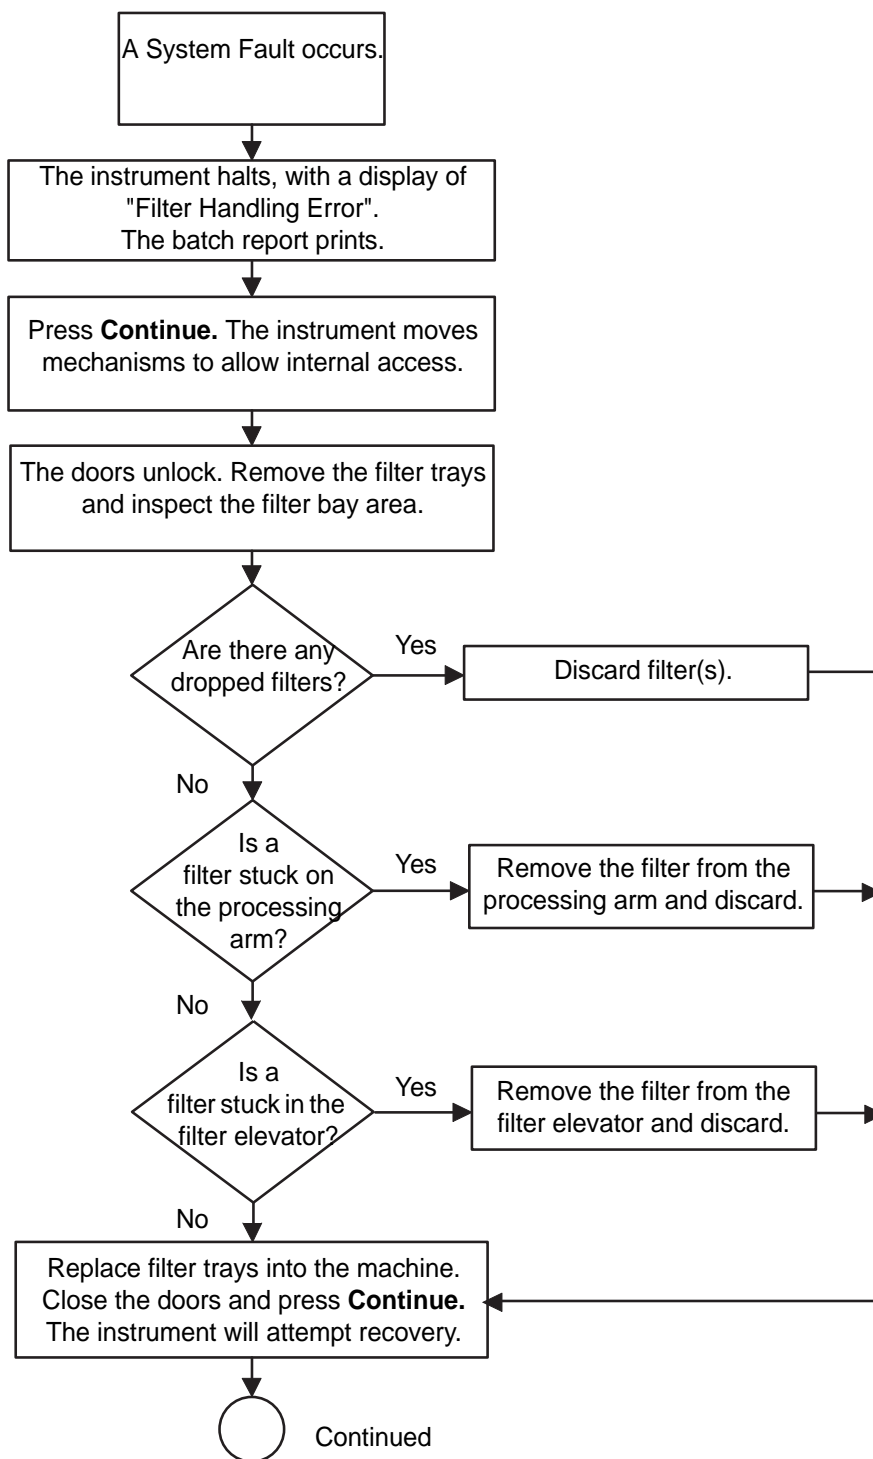 A System Fault occurs.
The instrument halts, with a display of
"Filter Handling Error".
The batch report prints.
Press Continue. The instrument moves
mechanisms to allow internal access.
The doors unlock. Remove the filter trays
and inspect the filter bay area.
Are there any
dropped filters?
Yes
Discard filter(s).
No
Is a
filter stuck on
the processing
arm?
Yes
Remove the filter from the
processing arm and discard.
No
Is a
filter stuck in the
filter elevator?
Yes
Remove the filter from the
filter elevator and discard.
No
Replace filter trays into the machine.
Close the doors and press Continue.
The instrument will attempt recovery.
Continued